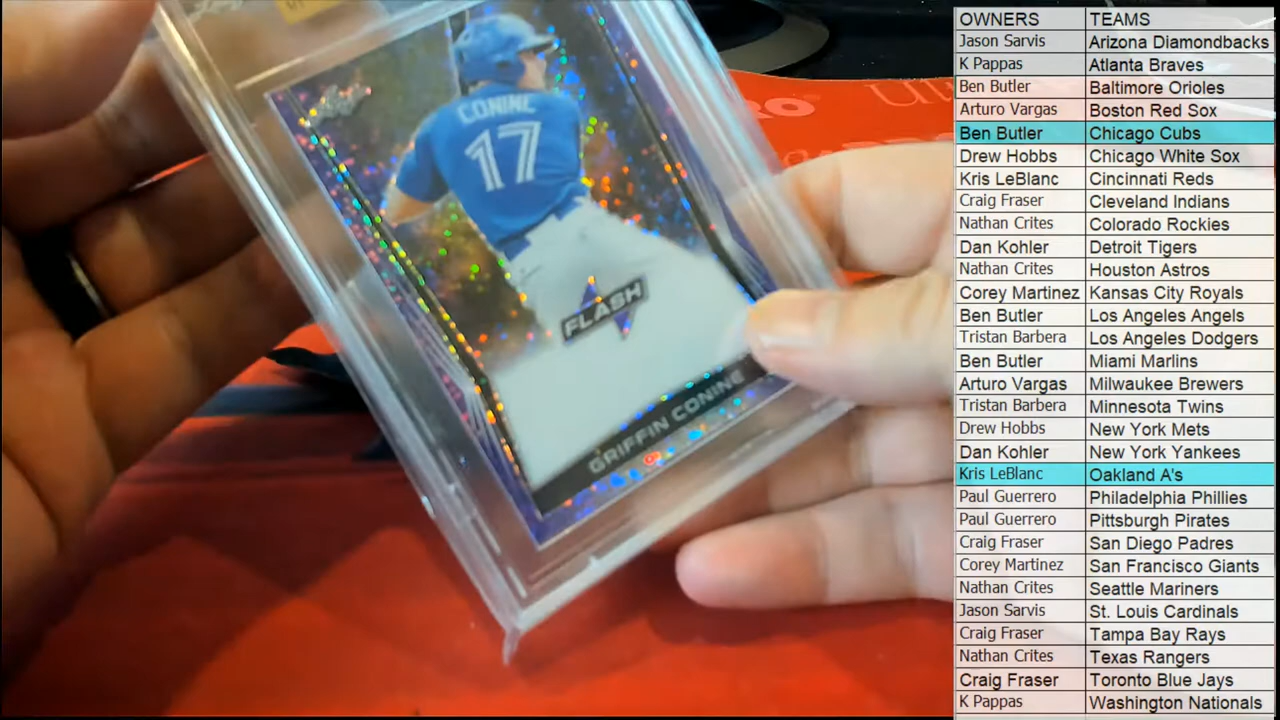 CONINE
17
FLASH
GRIFFIN CONINE
OWNERS TEAMS
Jason Sarvis Arizona Diamondbacks
K Pappas Atlanta Braves
Ben Butler Baltimore Orioles
Arturo Vargas Boston Red Sox
Ben Butler Chicago Cubs
Drew Hobbs Chicago White Sox
Kris LeBlanc Cincinnati Reds
Craig Fraser Cleveland Indians
Nathan Crites Colorado Rockies
Dan Kohler Detroit Tigers
Nathan Crites Houston Astros
Corey Martinez Kansas City Royals
Ben Butler Los Angeles Angels
Tristan Barbera Los Angeles Dodgers
Ben Butler Miami Marlins
Arturo Vargas Milwaukee Brewers
Tristan Barbera Minnesota Twins
Drew Hobbs New York Mets
Dan Kohler New York Yankees
Kris LeBlanc Oakland A's
Paul Guerrero Philadelphia Phillies
Paul Guerrero Pittsburgh Pirates
Craig Fraser San Diego Padres
Corey Martinez San Francisco Giants
Nathan Crites Seattle Mariners
Jason Sarvis St. Louis Cardinals
Craig Fraser Tampa Bay Rays
Nathan Crites Texas Rangers
Craig Fraser Toronto Blue Jays
K Pappas Washington Nationals